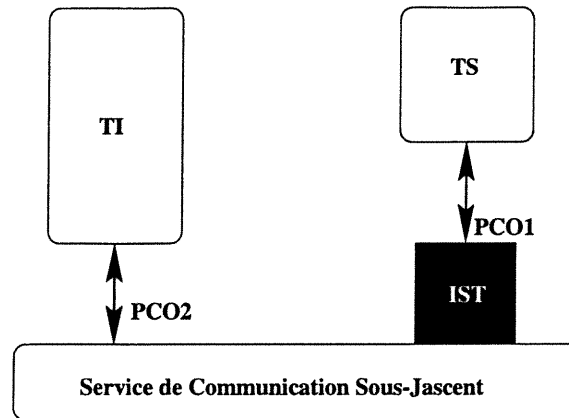 TI
TS
PCO1
IST
PCO2
Service de Communication Sous-Jascent